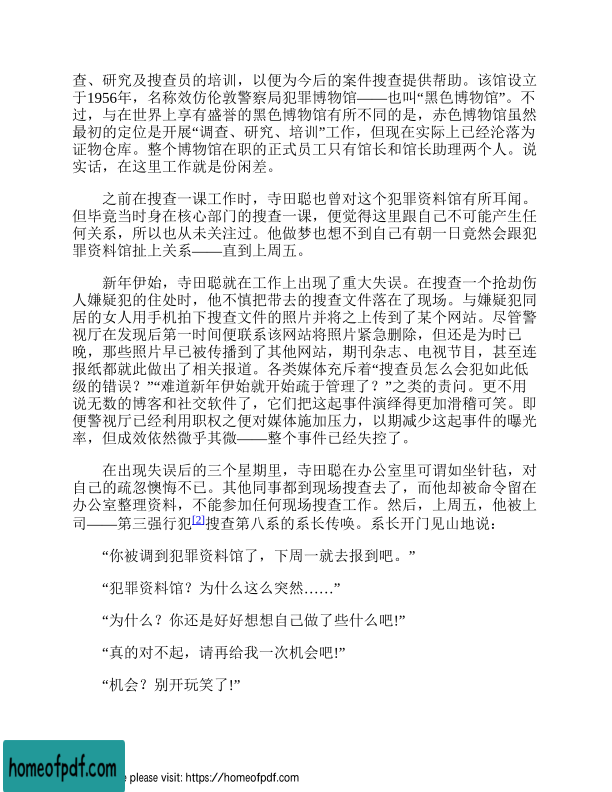 查、研究及搜查员的培训，以便为今后的案件搜查提供帮助。该馆设立
于1956年，名称效仿伦敦警察局犯罪博物馆——也叫“黑色博物馆”。不
过，与在世界上享有盛誉的黑色博物馆有所不同的是，赤色博物馆虽然
最初的定位是开展“调查、研究、培训”工作，但现在实际上已经沦落为
证物仓库。整个博物馆在职的正式员工只有馆长和馆长助理两个人。说
实话，在这里工作就是份闲差。
之前在搜查一课工作时，寺田聪也曾对这个犯罪资料馆有所耳闻。
但毕竟当时身在核心部门的搜查一课，便觉得这里跟自己不可能产生任
何关系，所以也从未关注过。他做梦也想不到自己有朝一日竟然会跟犯
罪资料馆扯上关系——直到上周五。
新年伊始，寺田聪就在工作上出现了重大失误。在搜查一个抢劫伤
人嫌疑犯的住处时，他不慎把带去的搜查文件落在了现场。与嫌疑犯同
居的女人用手机拍下搜查文件的照片并将之上传到了某个网站。尽管警
视厅在发现后第一时间便联系该网站将照片紧急删除，但还是为时已
晚，那些照片早已被传播到了其他网站，期刊杂志、电视节目，甚至连
报纸都就此做出了相关报道。各类媒体充斥着“搜查员怎么会犯如此低
级的错误？”“难道新年伊始就开始疏于管理了？”之类的责问。更不用
说无数的博客和社交软件了，它们把这起事件演绎得更加滑稽可笑。即
便警视厅已经利用职权之便对媒体施加压力，以期减少这起事件的曝光
率，但成效依然微乎其微——整个事件已经失控了。
在出现失误后的三个星期里，寺田聪在办公室里可谓如坐针毡，对
自己的疏忽懊悔不已。其他同事都到现场搜查去了，而他却被命令留在
办公室整理资料，不能参加任何现场搜查工作。然后，上周五，他被上
司——第三强行犯[2]搜查第八系的系长传唤。系长开门见山地说：
“你被调到犯罪资料馆了，下周一就去报到吧。”
“犯罪资料馆？为什么这么突然……”
“为什么？你还是好好想想自己做了些什么吧!”
“真的对不起，请再给我一次机会吧!”
“机会？别开玩笑了!”
homeofpdf.com
please visit: https://homeofpdf.com